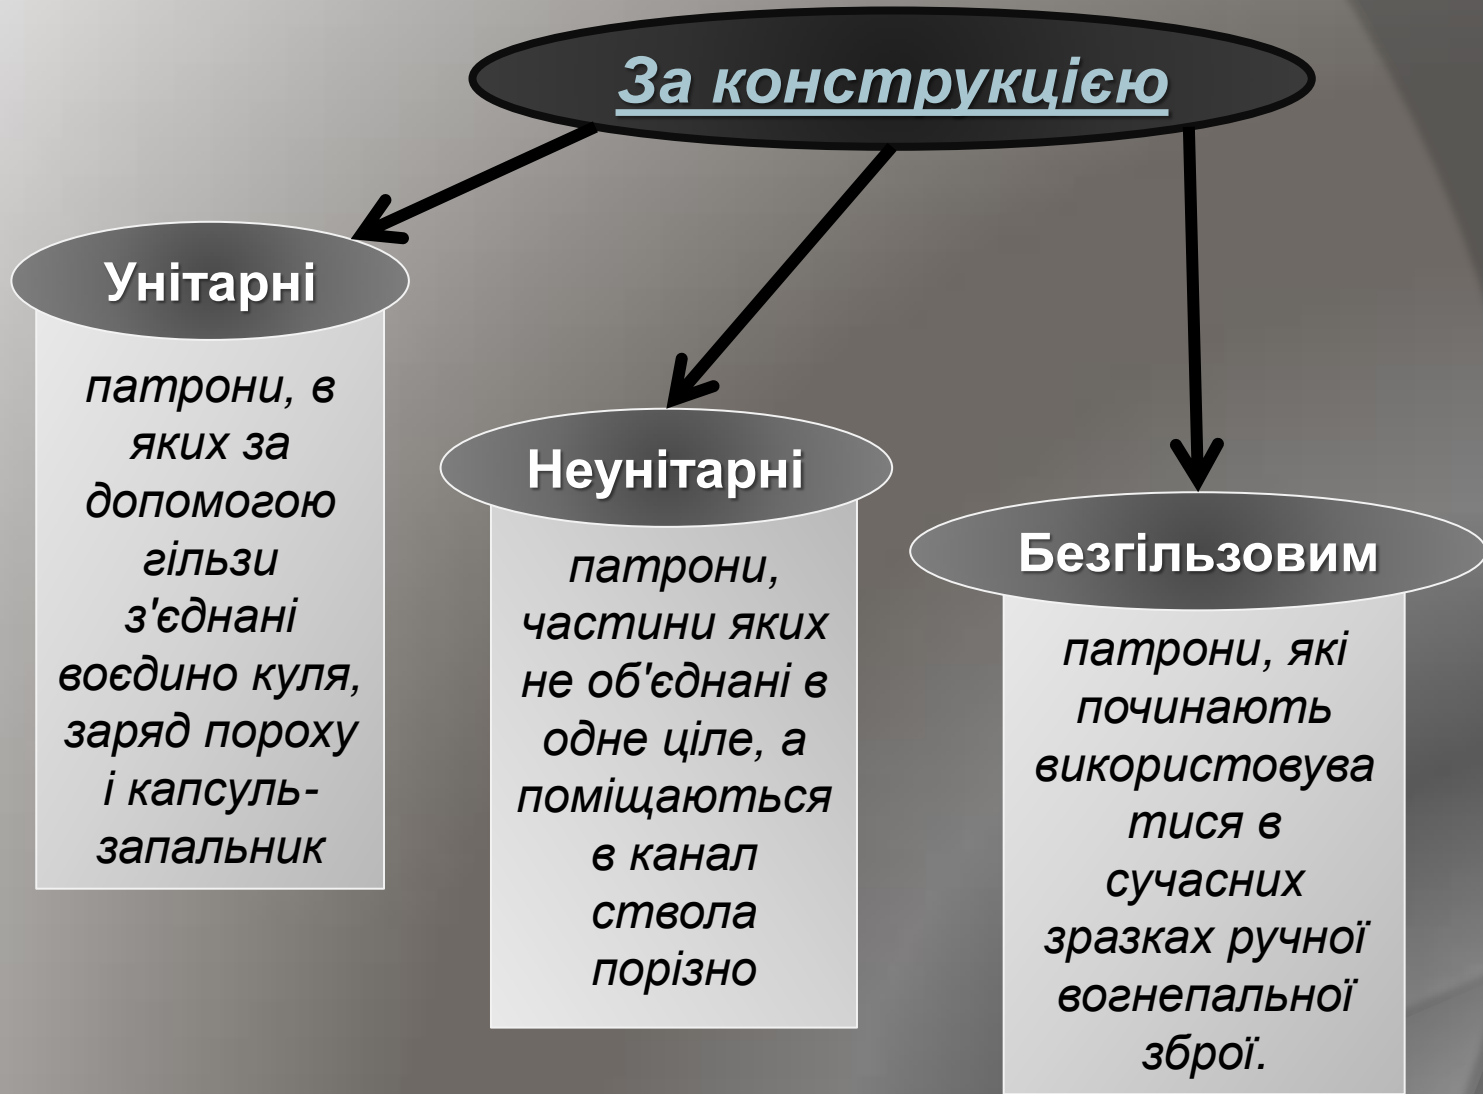 За конструкцією
Унітарні
патрони, в
яких за
допомогою
гільзи
з'єднані
воєдино куля,
заряд пороху
і капсуль-
запальник
Неунітарні
патрони,
частини яких
не об'єднані в
одне ціле, а
поміщаються
в канал
ствола
порізно
Безгільзовим
патрони, які
починають
використовува
тися в
сучасних
зразках ручної
вогнепальної
зброї.